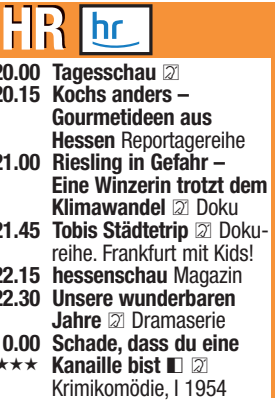 HR hr
20.00 Tagesschau
20.15 Kochs anders –
Gourmetideen aus
Hessen Reportagereihe
21.00 Riesling in Gefahr –
Eine Winzerin trotzt dem
Klimawandel Doku
21.45 Tobis Städtetrip Doku-
reihe. Frankfurt mit Kids!
22.15 hessenschau Magazin
22.30 Unsere wunderbaren
Jahre Dramaserie
0.00 Schade, dass du eine
★★★ Kanaille bist
Krimikomödie, I 1954